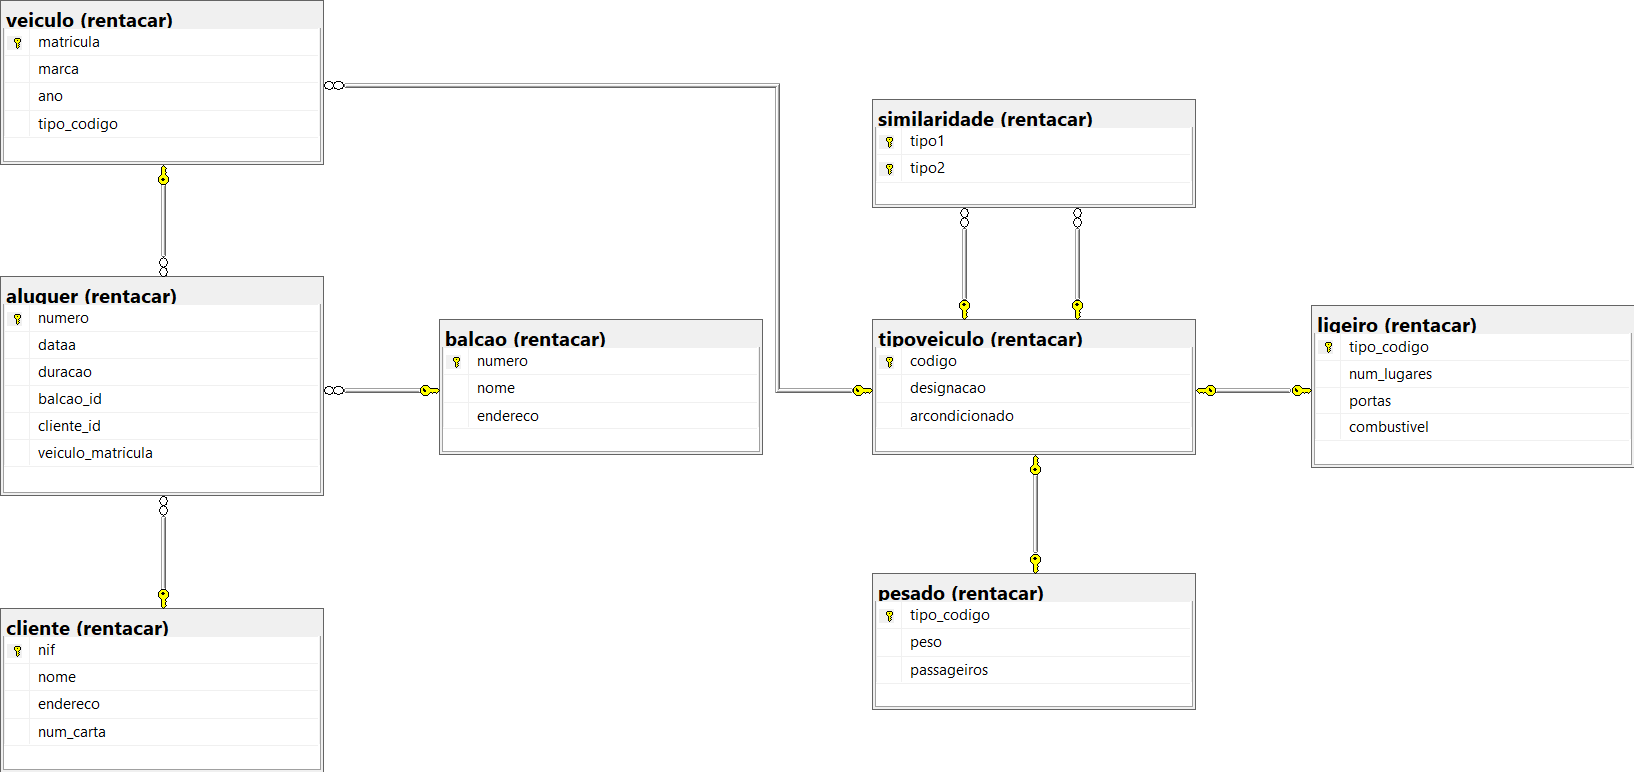 veiculo (rentacar)
matricula
marca
ano
tipo_codigo
aluguer (rentacar)
numero
dataa
duracao
balcao_id
cliente_id
veiculo_matricula
cliente (rentacar)
nif
nome
endereco
num_carta
balcao (rentacar)
numero
nome
endereco
similaridade (rentacar)
tipo1
tipo2
tipoveiculo (rentacar)
codigo
designacao
arcondicionado
pesado (rentacar)
tipo_codigo
peso
passageiros
ligeiro (rentacar)
tipo_codigo
num_lugares
portas
combustivel